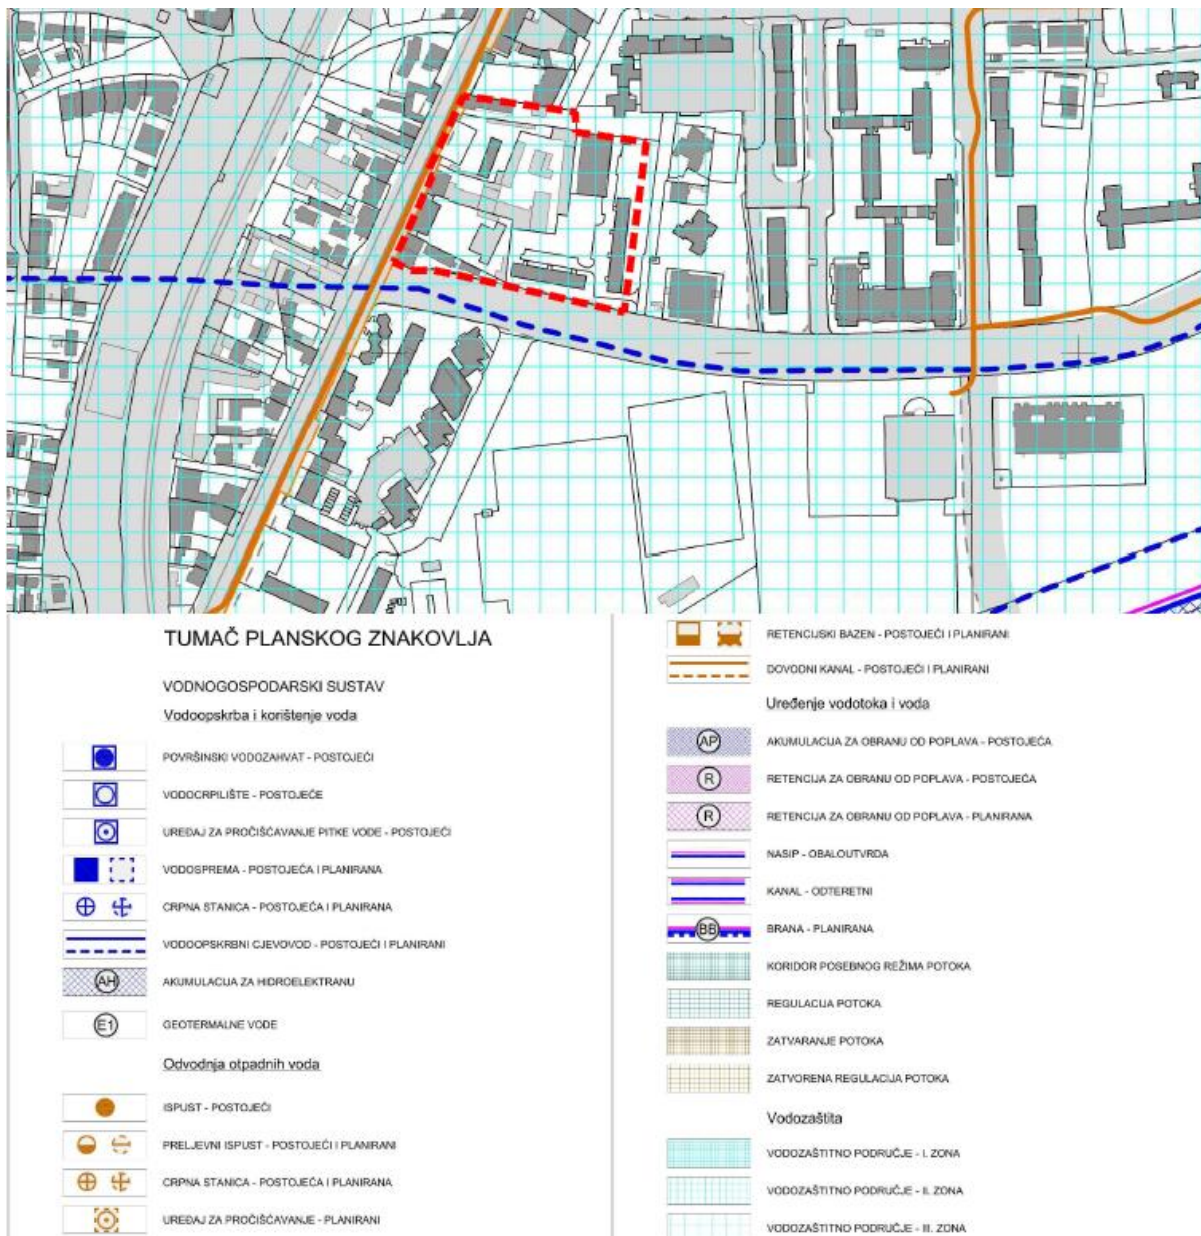 TUMAČ PLANSKOG ZNAKOVLJA
VODNOGOSPODARSKI SUSTAV
Vodoopskrba i korištenje voda
POVRŠINSKI VODOZAHVAT - POSTOJEĆI
VODOCRPILIŠTE - POSTOJEĆE
UREĐAJ ZA PROČIŠĆAVANJE PITKE VODE - POSTOJEĆI
VODOSPREMA - POSTOJEĆA I PLANIRANA
CRPNA STANICA - POSTOJEĆA I PLANIRANA
VODOOPSKRBNI CJEVOVOD - POSTOJEĆI I PLANIRANI
AH AKUMULACIJA ZA HIDROELEKTRANU
E1 GEOTERMALNE VODE
Odvodnja otpadnih voda
ISPUST - POSTOJEĆI
PRELJEVNI ISPUST - POSTOJEĆI I PLANIRANI
CRPNA STANICA - POSTOJEĆA I PLANIRANA
UREĐAJ ZA PROČIŠĆAVANJE - PLANIRANI
RETENCIJSKI BAZEN - POSTOJEĆI I PLANIRANI
DOVODNI KANAL - POSTOJEĆI I PLANIRANI
Uređenje vodotoka i voda
AP AKUMULACIJA ZA OBRANU OD POPLAVA - POSTOJEĆA
R RETENCIJA ZA OBRANU OD POPLAVA - POSTOJEĆA
R RETENCIJA ZA OBRANU OD POPLAVA - PLANIRANA
NASIP - OBALOUTVRDA
KANAL - ODTERETNI
BB BRANA - PLANIRANA
KORIDOR POSEBNOG REŽIMA POTOKA
REGULACIJA POTOKA
ZATVARANJE POTOKA
ZATVORENA REGULACIJA POTOKA
Vodozaštita
VODOZAŠTITNO PODRUČJE - I. ZONA
VODOZAŠTITNO PODRUČJE - II. ZONA
VODOZAŠTITNO PODRUČJE - III. ZONA